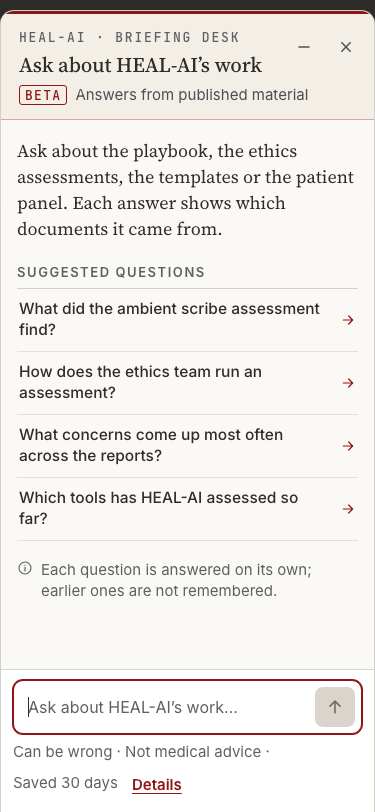 HEAL-AI · BRIEFING DESK
Ask about HEAL-AI’s work
BETA Answers from published material
Ask about the playbook, the ethics
assessments, the templates or the patient
panel. Each answer shows which
documents it came from.
SUGGESTED QUESTIONS
What did the ambient scribe assessment
find?
How does the ethics team run an
assessment?
What concerns come up most often
across the reports?
Which tools has HEAL-AI assessed so
far?
Each question is answered on its own;
earlier ones are not remembered.
Ask about HEAL-AI’s work…
Can be wrong · Not medical advice ·
Saved 30 days Details